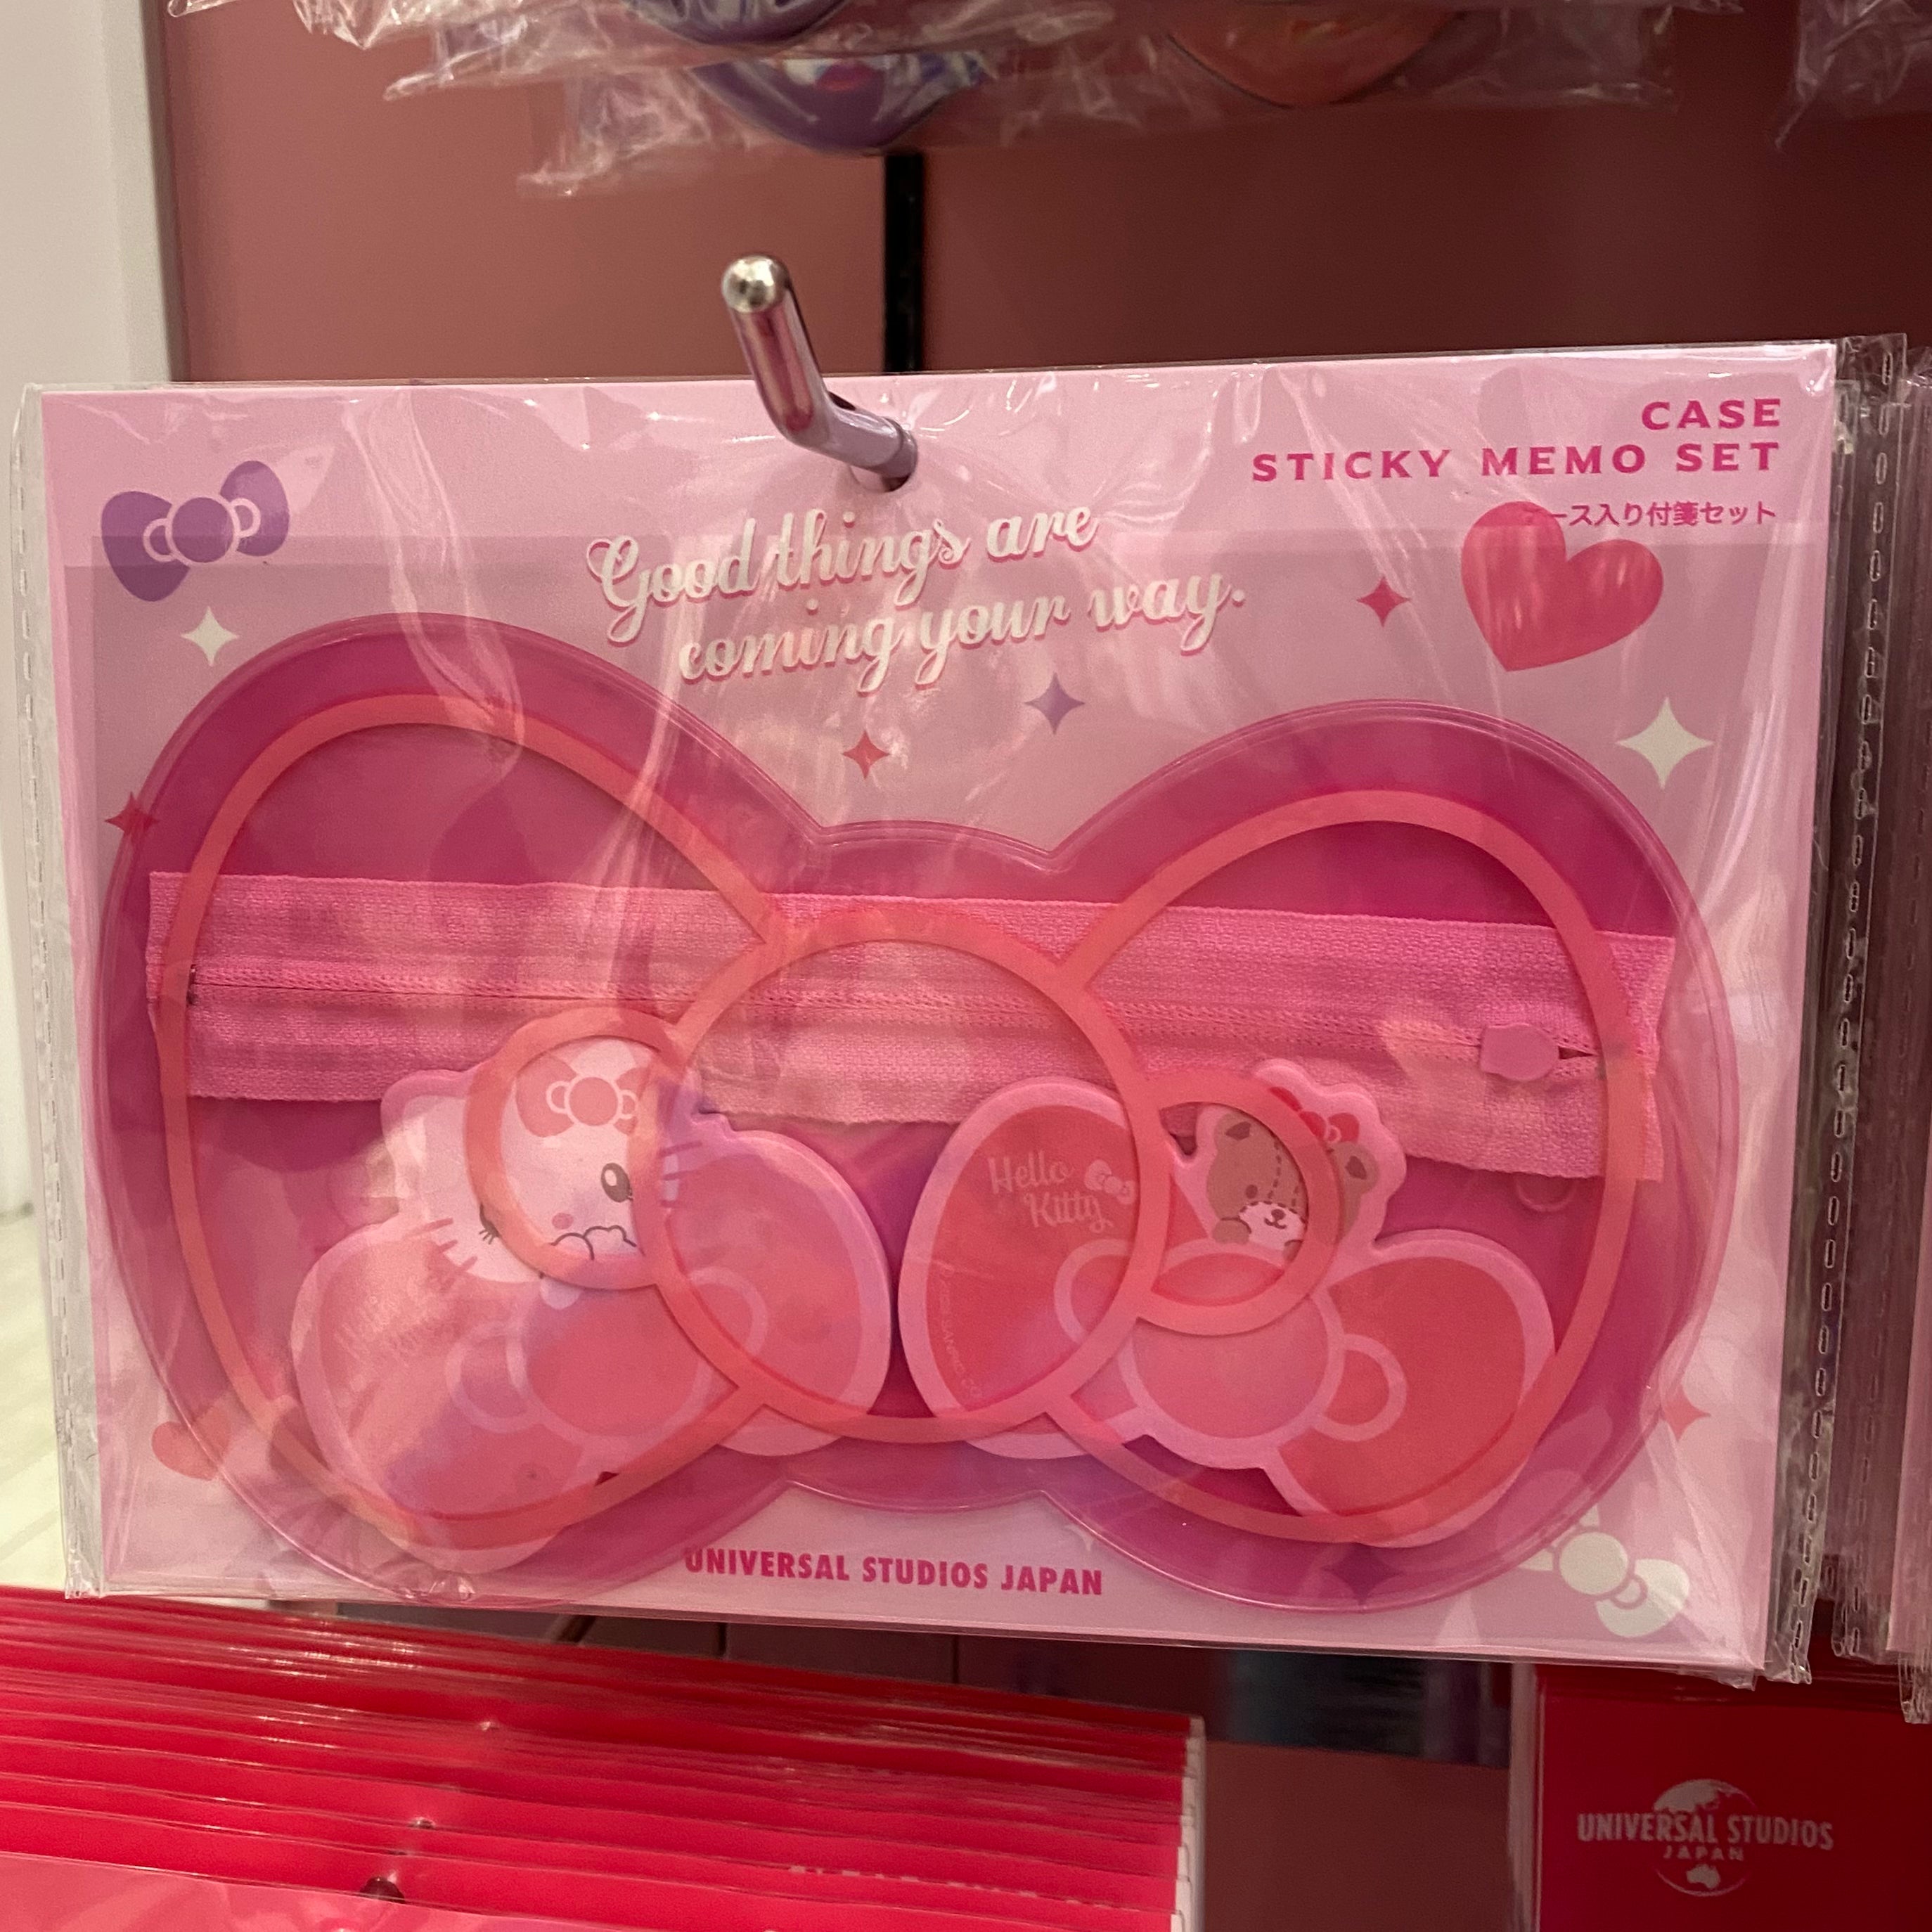 CASE
STICKY MEMO SET
ース入り付箋セット
Good things are
coming your way.
Hello
Kitty
UNIVERSAL STUDIOS JAPAN
UNIVERSAL STUDIOS
JAPAN